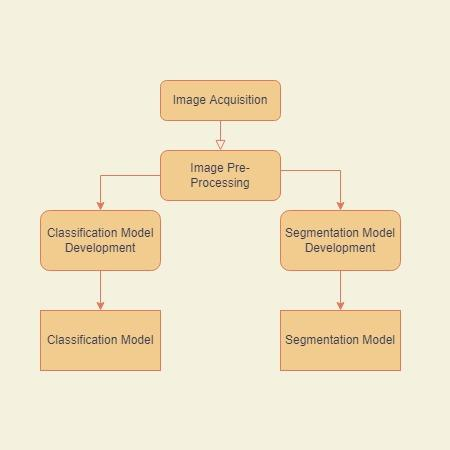 Image Acquisition
Image Pre-
Processing
Classification Model
Development
Segmentation Model
Development
Classification Model
Segmentation Model